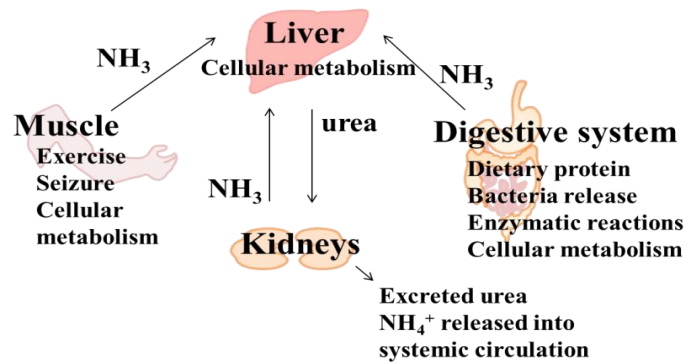 Liver
Cellular metabolism
NH₃
NH₃
Muscle
Exercise
Seizure
Cellular
metabolism
urea
NH₃
Digestive system
Dietary protein
Bacteria release
Enzymatic reactions
Cellular metabolism
Kidneys
Excreted urea
NH₄⁺ released into
systemic circulation